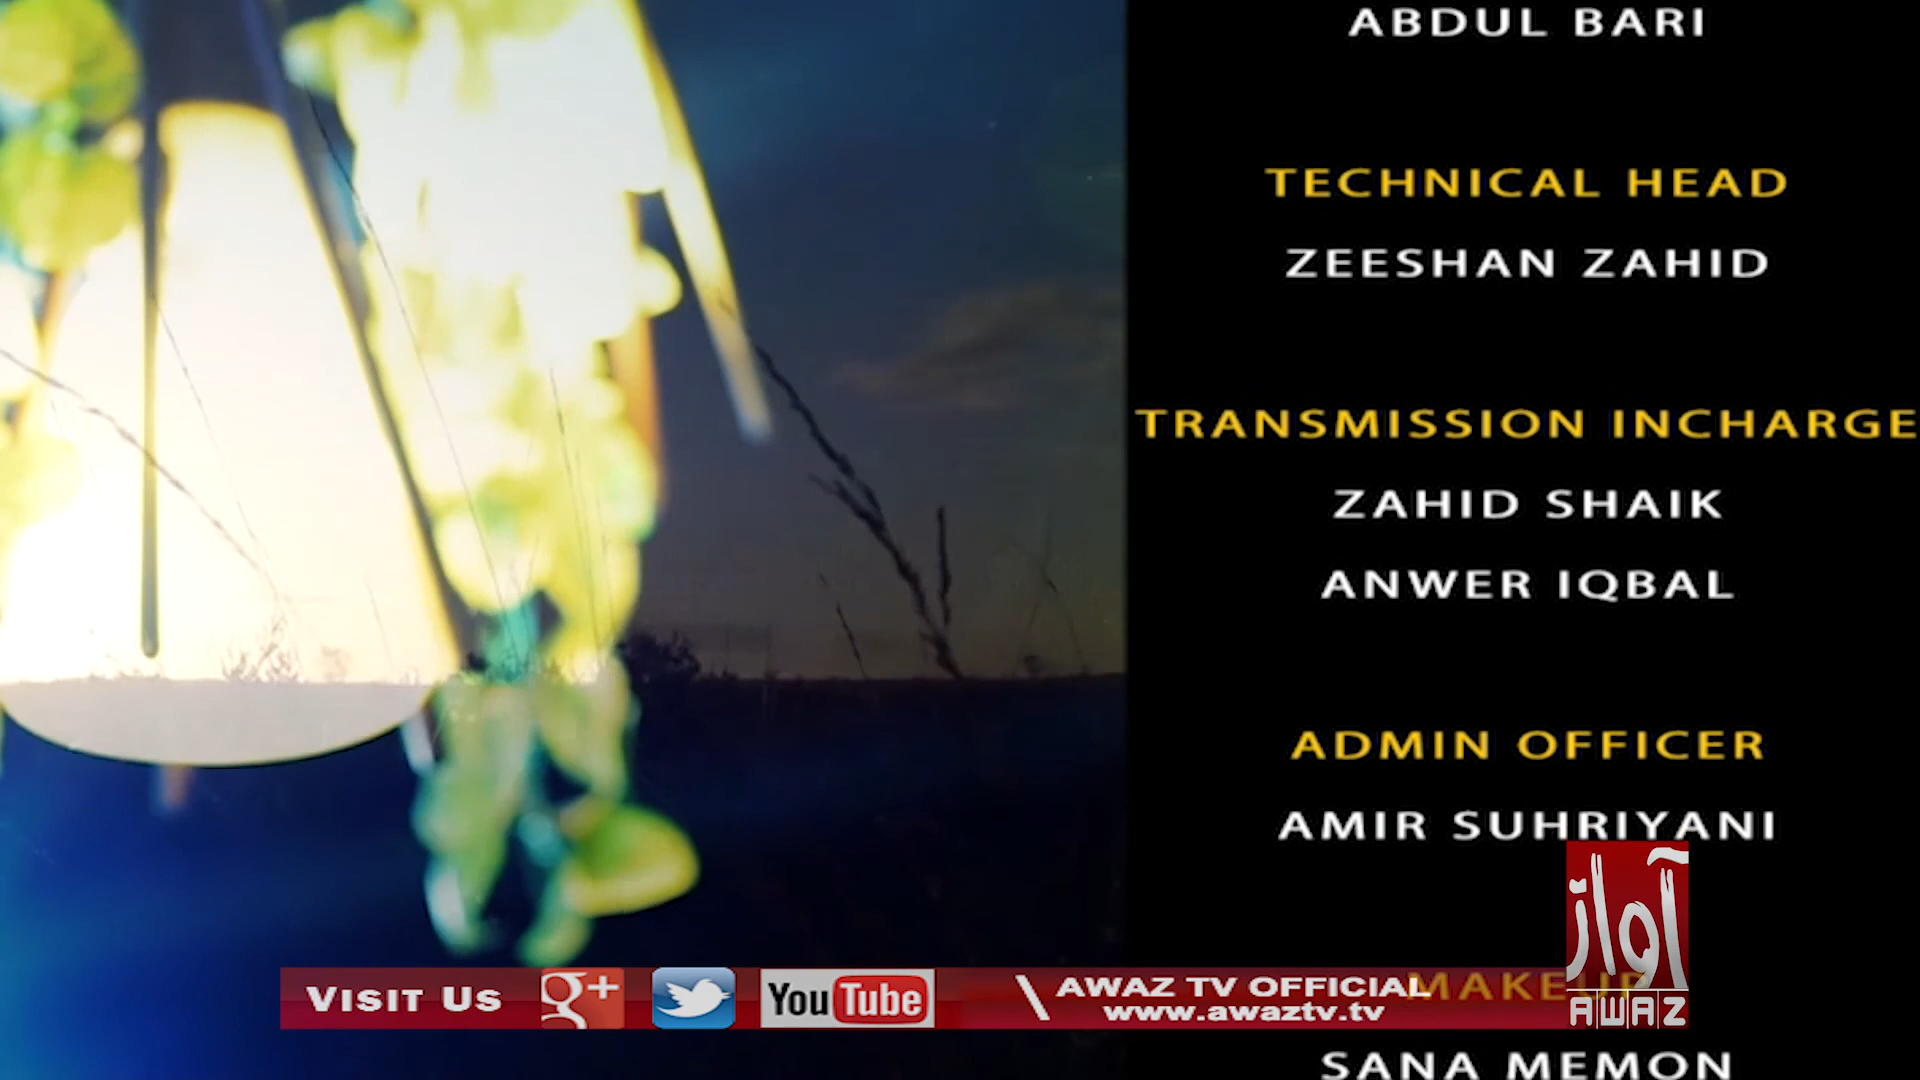 ABDUL BARI
TECHNICAL HEAD
ZEESHAN ZAHID
TRANSMISSION INCHARGE
ZAHID SHAIK
ANWER IQBAL
ADMIN OFFICER
AMIR SUHRIYANI
آواز
AWAZ
VISIT US
g+
You Tube
\ AWAZ TV OFFICIAL
www.awaztv.tv
MAKEUP
SANA MEMON